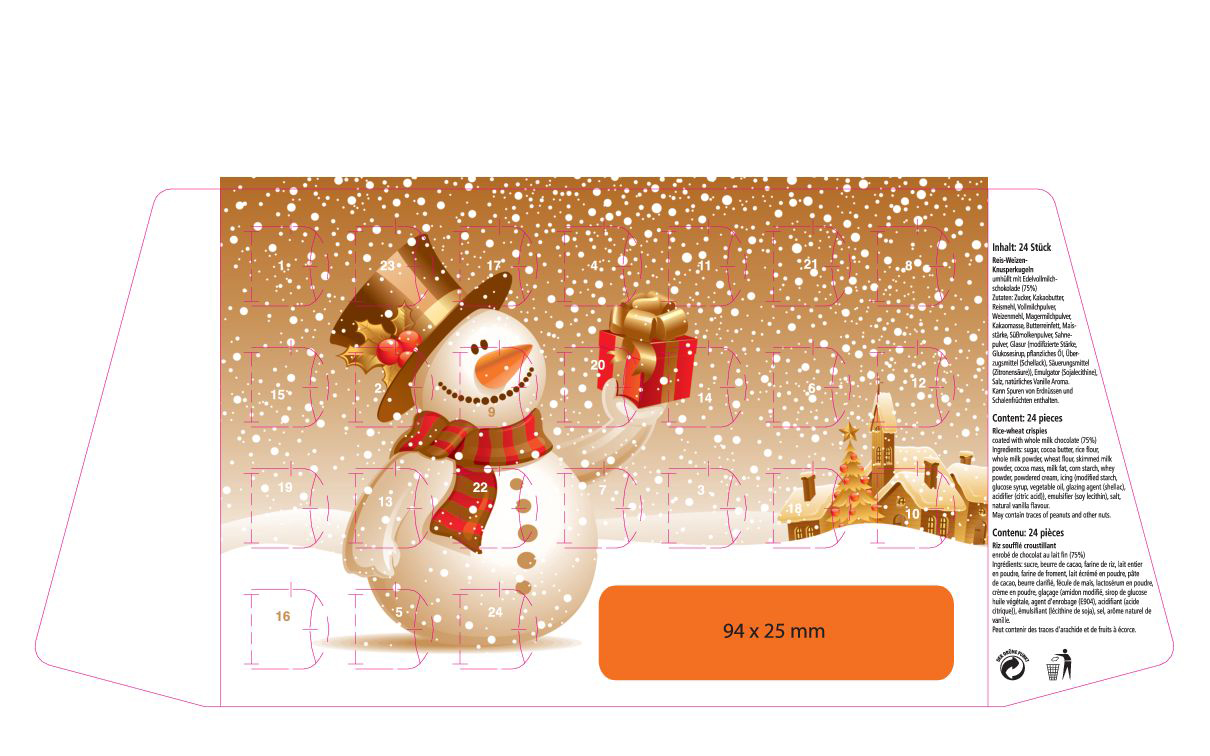 1 23 17 4 11 21 8
15 2 9 20 14 6 12
19 13 22 7 3 18 10
16 5 24
94 x 25 mm
Inhalt: 24 Stück
Reis-Weizen-
Knusperkugeln
umhüllt mit Edelvollmilch-
schokolade (75%)
Zutaten: Zucker, Kakaobutter,
Reismehl, Vollmilchpulver,
Weizenmehl, Magermilchpulver,
Kakaomasse, Butterreinfett, Mais-
stärke, Süßmolkenpulver, Sahne-
pulver, Glasur (modifizierte Stärke,
Glukosesirup, pflanzliches Öl, Über-
zugsmittel (Schellack), Säuerungsmittel
(Zitronensäure)), Emulgator (Sojalecithine),
Salz, natürliches Vanille Aroma.
Kann Spuren von Erdnüssen und
Schalenfrüchten enthalten.
Content: 24 pieces
Rice-wheat crispies
coated with whole milk chocolate (75%)
Ingredients: sugar, cocoa butter, rice flour,
whole milk powder, wheat flour, skimmed milk
powder, cocoa mass, milk fat, corn starch, whey
powder, powdered cream, icing (modified starch,
glucose syrup, vegetable oil, glazing agent (shellac),
acidifier (citric acid)), emulsifier (soy lecithin), salt,
natural vanilla flavour.
May contain traces of peanuts and other nuts.
Contenu: 24 pièces
Riz soufflé croustillant
enrobé de chocolat au lait fin (75%)
Ingrédients: sucre, beurre de cacao, farine de riz, lait entier
en poudre, farine de froment, lait écrémé en poudre, pâte
de cacao, beurre clarifié, fécule de maïs, lactosérum en poudre,
crème en poudre, glaçage (amidon modifié, sirop de glucose
huile végétale, agent d'enrobage (E904), acidifiant (acide
citrique)), émulsifiant (lécithine de soja), sel, arôme naturel de
vanille.
Peut contenir des traces d'arachide et de fruits à écorce.
DER GRÜNE PUNKT